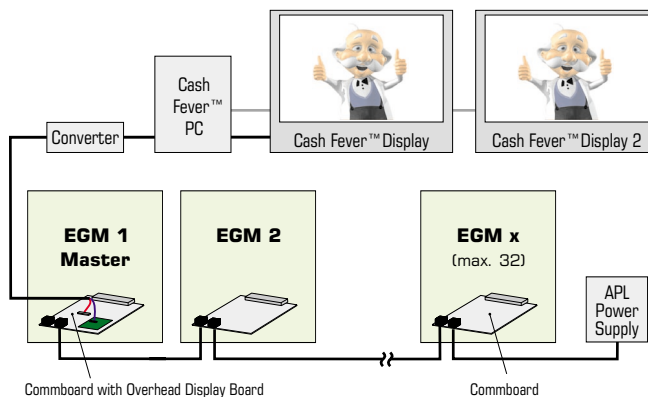 Cash
Fever™
PC
Converter
Cash Fever™ Display
Cash Fever™ Display 2
EGM 1
Master
EGM 2
EGM x
(max. 32)
APL
Power
Supply
Commboard with Overhead Display Board
Commboard